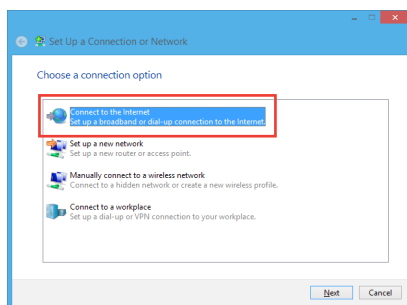 Set Up a Connection or Network
Choose a connection option
Connect to the Internet
Set up a broadband or dial-up connection to the Internet.
Set up a new network
Set up a new router or access point.
Manually connect to a wireless network
Connect to a hidden network or create a new wireless profile.
Connect to a workplace
Set up a dial-up or VPN connection to your workplace.
Next Cancel